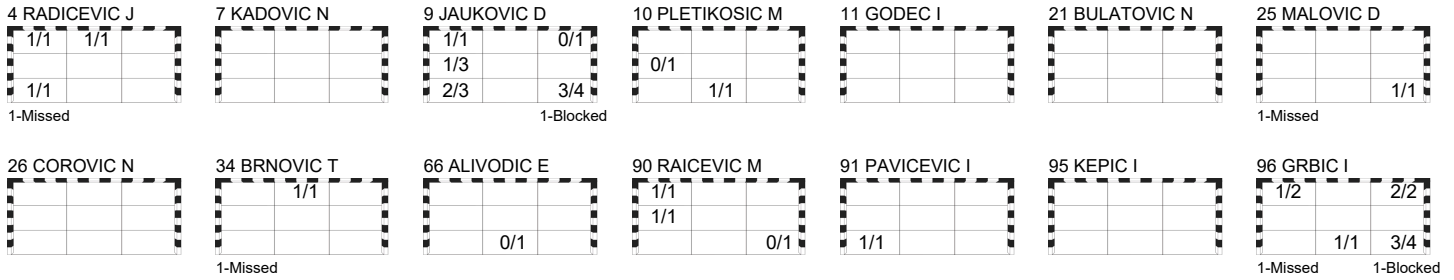 4 RADICEVIC J 7 KADOVIC N 9 JAUKOVIC D 10 PLETIKOSIC M 11 GODEC I 21 BULATOVIC N 25 MALOVIC D
1/1 1/1 1/1 0/1
1/3 0/1
1/1 2/3 3/4 1/1 1/1
1-Missed 1-Blocked 1-Missed
26 COROVIC N 34 BRNOVIC T 66 ALIVODIC E 90 RAICEVIC M 91 PAVICEVIC I 95 KEPIC I 96 GRBIC I
1/1 1/1 1/2 2/2
1/1
0/1 0/1 1/1 1/1 3/4
1-Missed 1-Missed 1-Blocked